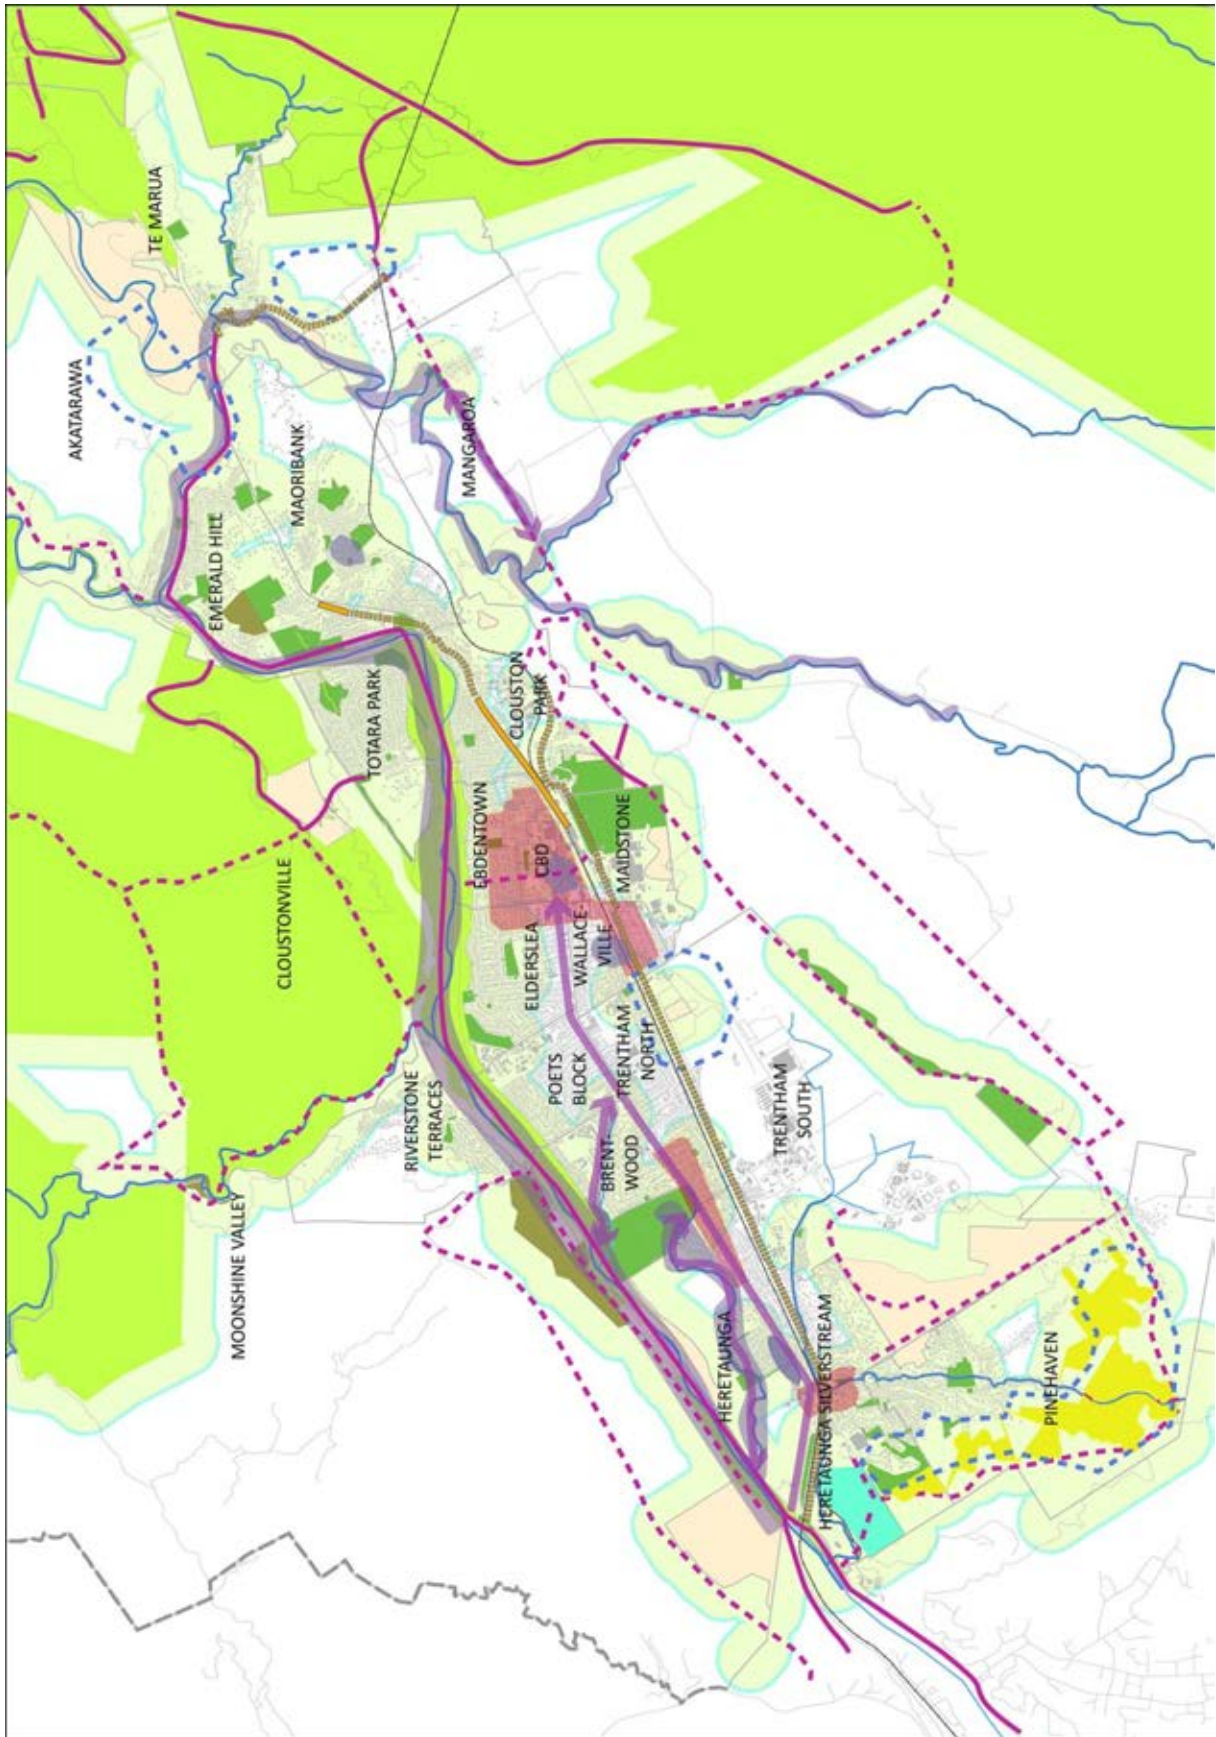 AKATARAWA
TE MARUA
EMERALD HILL
MOONSHINE VALLEY
CLOUSTONVILLE
MAORIBANK
TOTARA PARK
RIVERSTONE
TERRACES
MANGAROA
EBDENTOWN
CLOUSTON
PARK
ELDERSLEA
CBD
POETS
BLOCK
WALLACE-
VILLE
BRENT-
WOOD
MAIDSTONE
TRENTHAM
NORTH
HERETAUNGA
TRENTHAM
SOUTH
HERETAUNGA SILVERSTREAM
PINEHAVEN